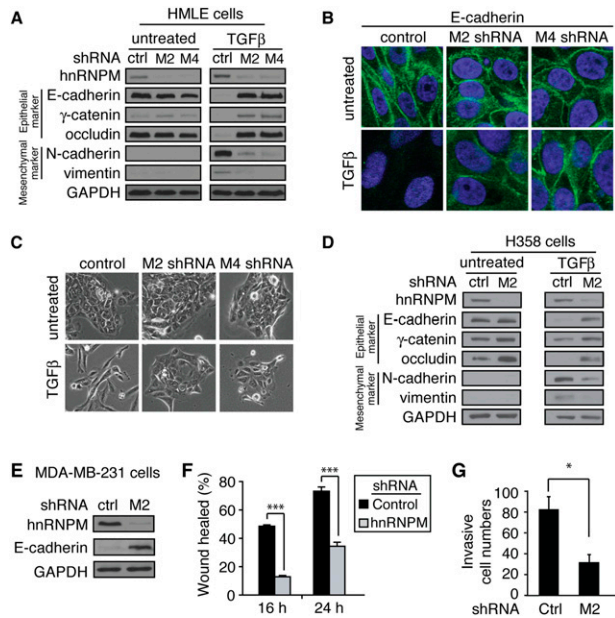 A
HMLE cells
untreated TGFβ
shRNA ctrl M2 M4 ctrl M2 M4
hnRNPM
Epithelial marker
E-cadherin
γ-catenin
occludin
Mesenchymal marker
N-cadherin
vimentin
GAPDH
B
E-cadherin
control M2 shRNA M4 shRNA
untreated
TGFβ
C
control M2 shRNA M4 shRNA
untreated
TGFβ
D
H358 cells
untreated TGFβ
shRNA ctrl M2 ctrl M2
hnRNPM
Epithelial marker
E-cadherin
γ-catenin
occludin
Mesenchymal marker
N-cadherin
vimentin
GAPDH
E
MDA-MB-231 cells
shRNA ctrl M2
hnRNPM
E-cadherin
GAPDH
F
Wound healed (%)
80
60
40
20
0
***
***
16 h 24 h
shRNA
Control
hnRNPM
G
Invasive
cell numbers
100
80
60
40
20
0
*
shRNA Ctrl M2